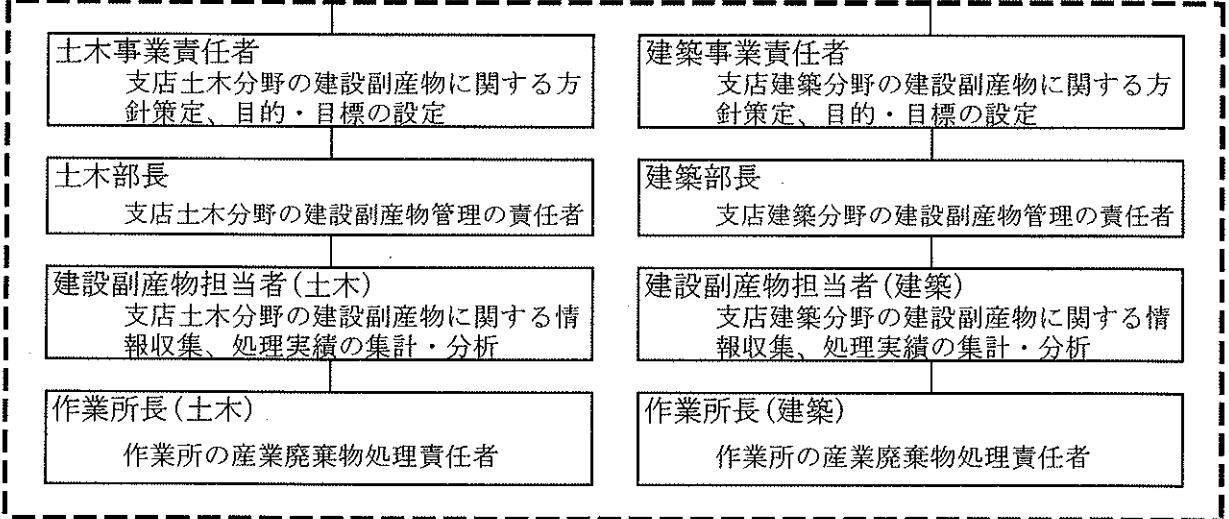 土木事業責任者
支店土木分野の建設副産物に関する方
針策定、目的・目標の設定
土木部長
支店土木分野の建設副産物管理の責任者
建設副産物担当者(土木)
支店土木分野の建設副産物に関する情
報収集、処理実績の集計・分析
作業所長(土木)
作業所の産業廃棄物処理責任者
建築事業責任者
支店建築分野の建設副産物に関する方
針策定、目的・目標の設定
建築部長
支店建築分野の建設副産物管理の責任者
建設副産物担当者(建築)
支店建築分野の建設副産物に関する情
報収集、処理実績の集計・分析
作業所長(建築)
作業所の産業廃棄物処理責任者